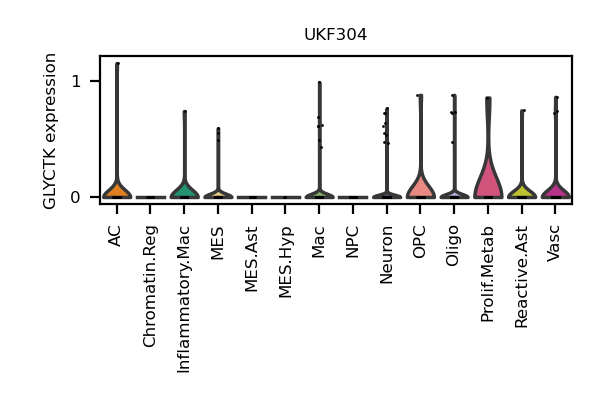 UKF304
GLYCTK expression
1
0
AC
Chromatin.Reg
Inflammatory.Mac
MES
MES.Ast
MES.Hyp
Mac
NPC
Neuron
OPC
Oligo
Prolif.Metab
Reactive.Ast
Vasc